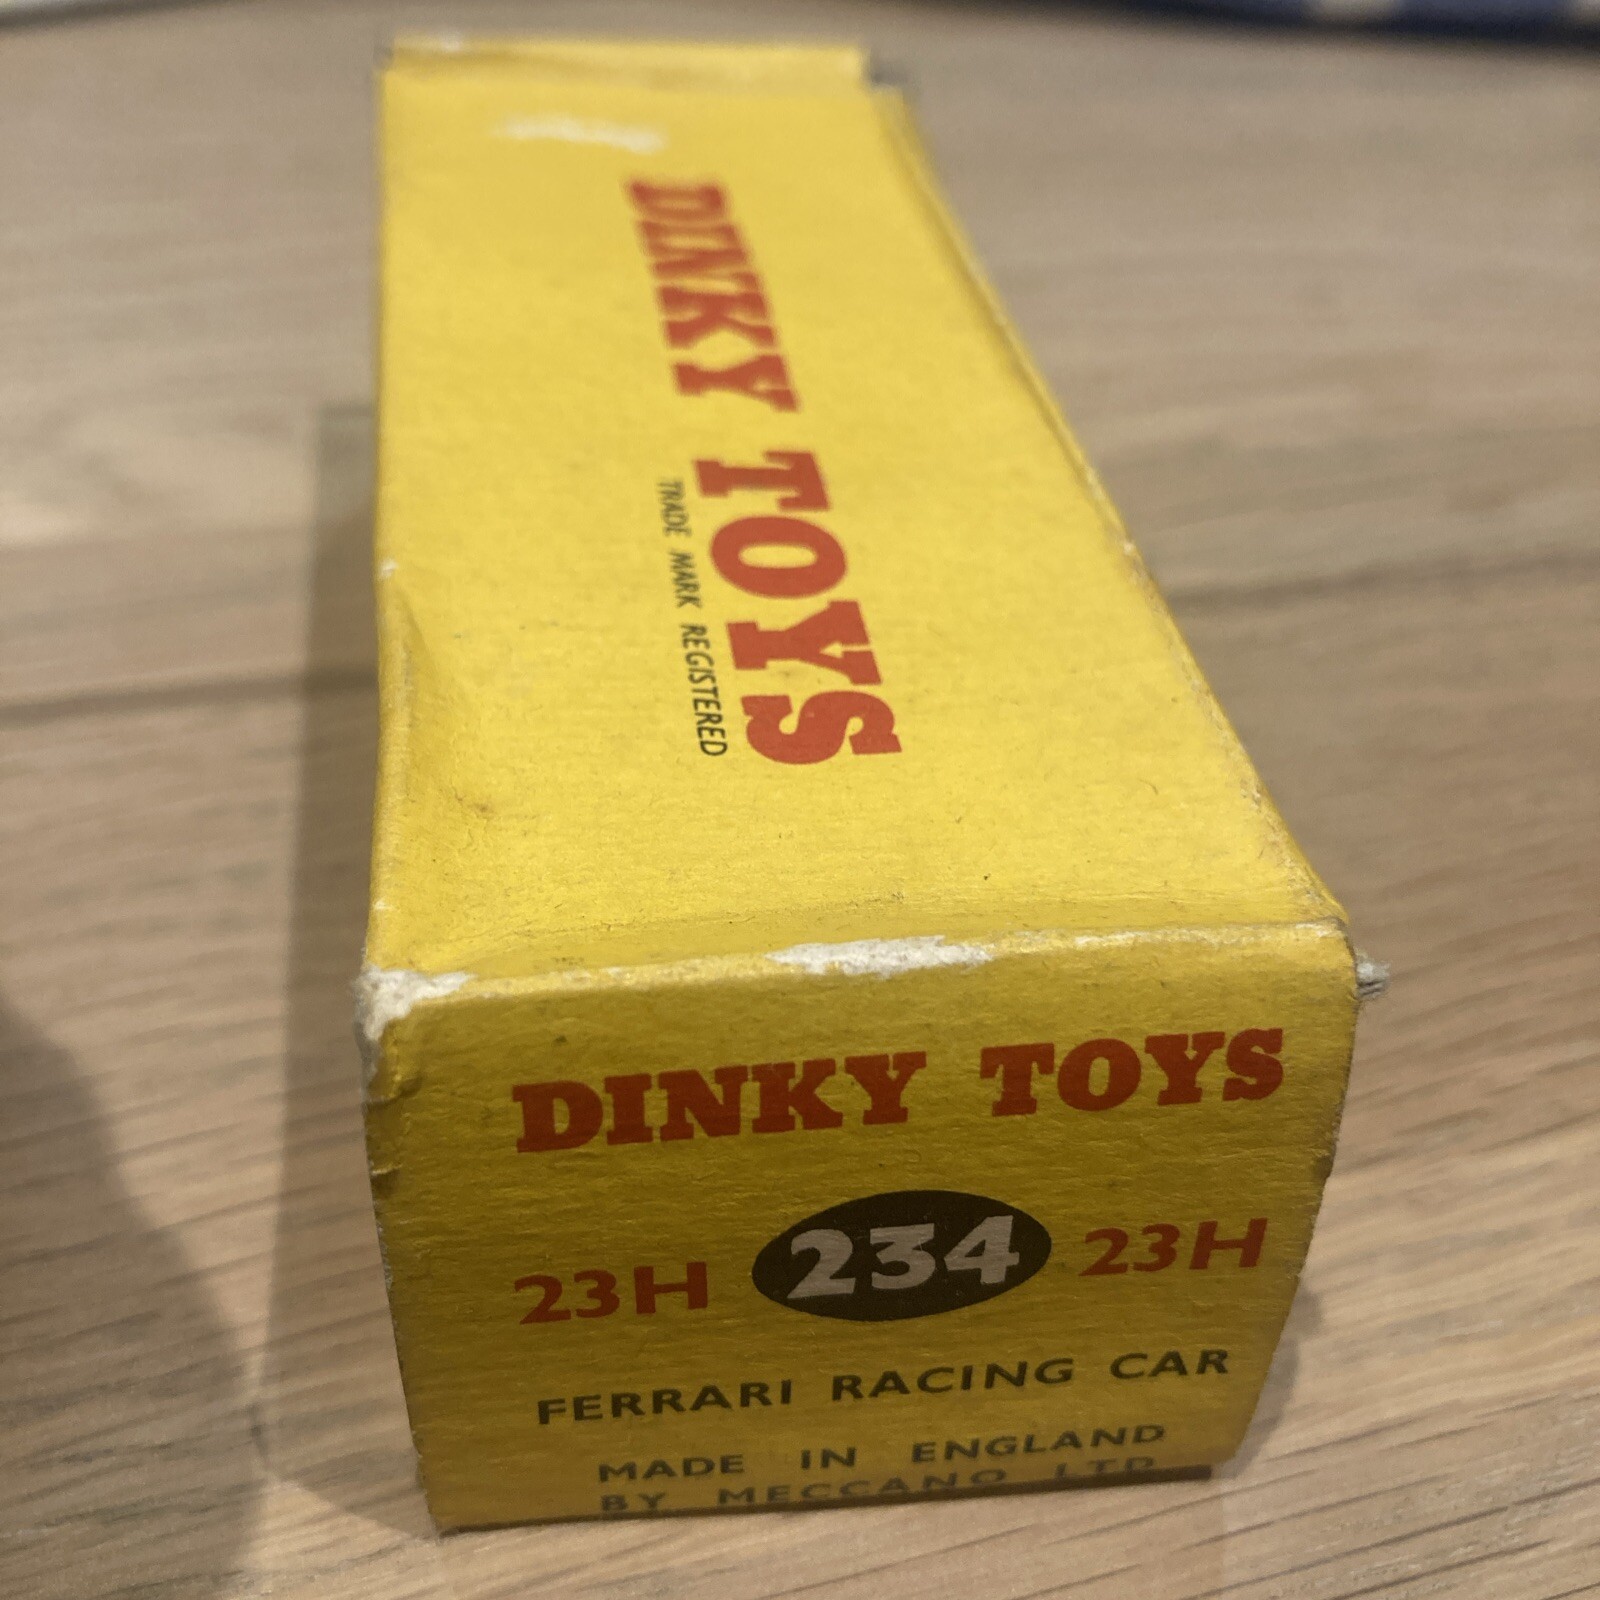 DINKY TOYS
TRADE MARK REGISTERED
DINKY TOYS
23H 234 23H
FERRARI RACING CAR
MADE IN ENGLAND
BY MECCANO LTD